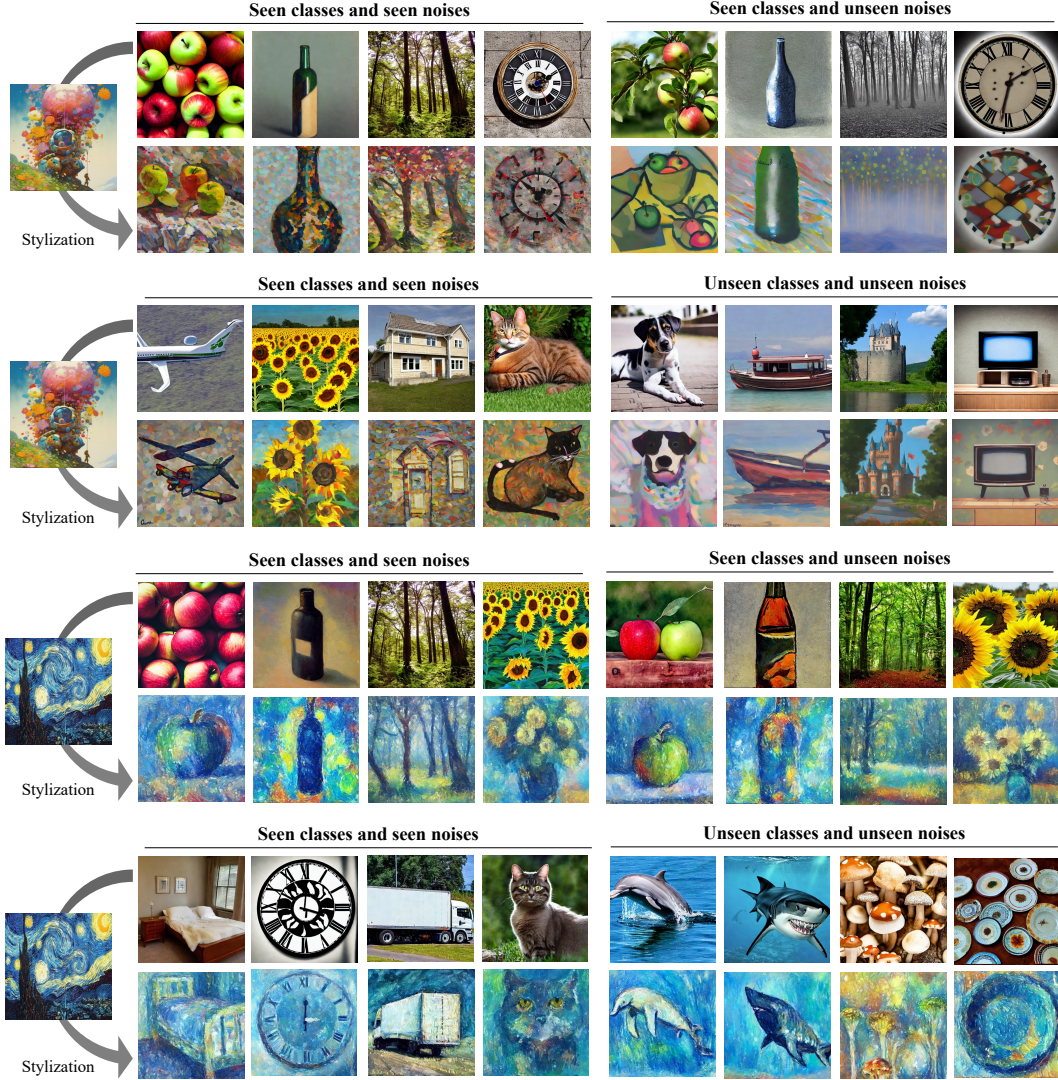 Seen classes and seen noises
Seen classes and unseen noises
Stylization
Seen classes and seen noises
Unseen classes and unseen noises
Stylization
Seen classes and seen noises
Seen classes and unseen noises
Stylization
Seen classes and seen noises
Unseen classes and unseen noises
Stylization